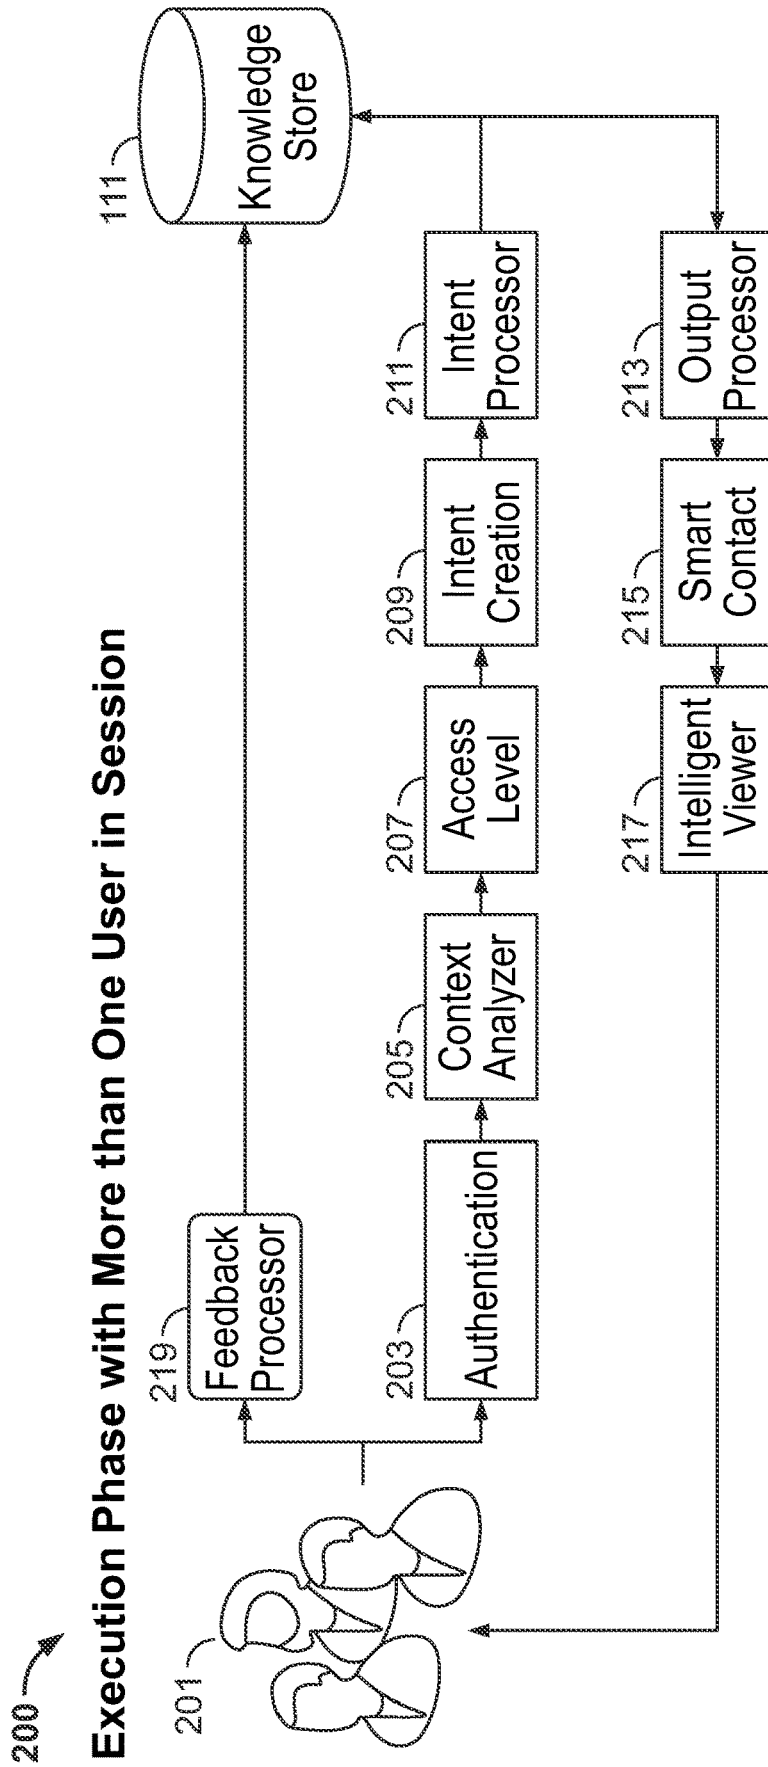 200
Execution Phase with More than One User in Session
201
219
Feedback
Processor
111
Knowledge
Store
203
Authentication
205
Context
Analyzer
207
Access
Level
209
Intent
Creation
211
Intent
Processor
213
Output
Processor
215
Smart
Contact
217
Intelligent
Viewer